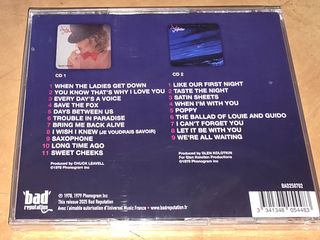 CD 1
1 WHEN THE LADIES GET DOWN
2 YOU KNOW THAT'S WHY I LOVE YOU
3 EVERY DAY'S A VOICE
4 SAVE THE FOX
5 DAYS BETWEEN US
6 TROUBLE IN PARADISE
7 BRING ME BACK ALIVE
8 I WISH I KNEW (JE VOUDRAIS SAVOIR)
9 SAXOPHONE
10 LONG TIME AGO
11 SWEET CHEEKS
Produced by CHUCK LEAVELL
©1978 Phonogram Inc
CD 2
1 LIKE OUR FIRST NIGHT
2 TASTE THE NIGHT
3 SATIN SHEETS
4 WHEN I'M WITH YOU
5 POPPY
6 THE BALLAD OF LOUIE AND GUIDO
7 I CAN'T FORGET YOU
8 LET IT BE WITH YOU
9 WE'RE ALL WAITING
Produced by GLEN KOLOTKIN
For Glen Kolotkin Productions
©1979 Phonogram Inc
bad
reputation
℗ © 1978, 1979 Phonogram Inc
This release 2021 Bad Reputation
Avec l'aimable autorisation d'Universal Music France • www.badreputation.fr
BAD250702
3 341348 054483